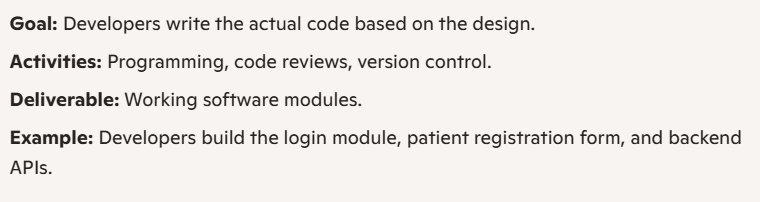 Goal: Developers write the actual code based on the design.
Activities: Programming, code reviews, version control.
Deliverable: Working software modules.
Example: Developers build the login module, patient registration form, and backend
APIs.